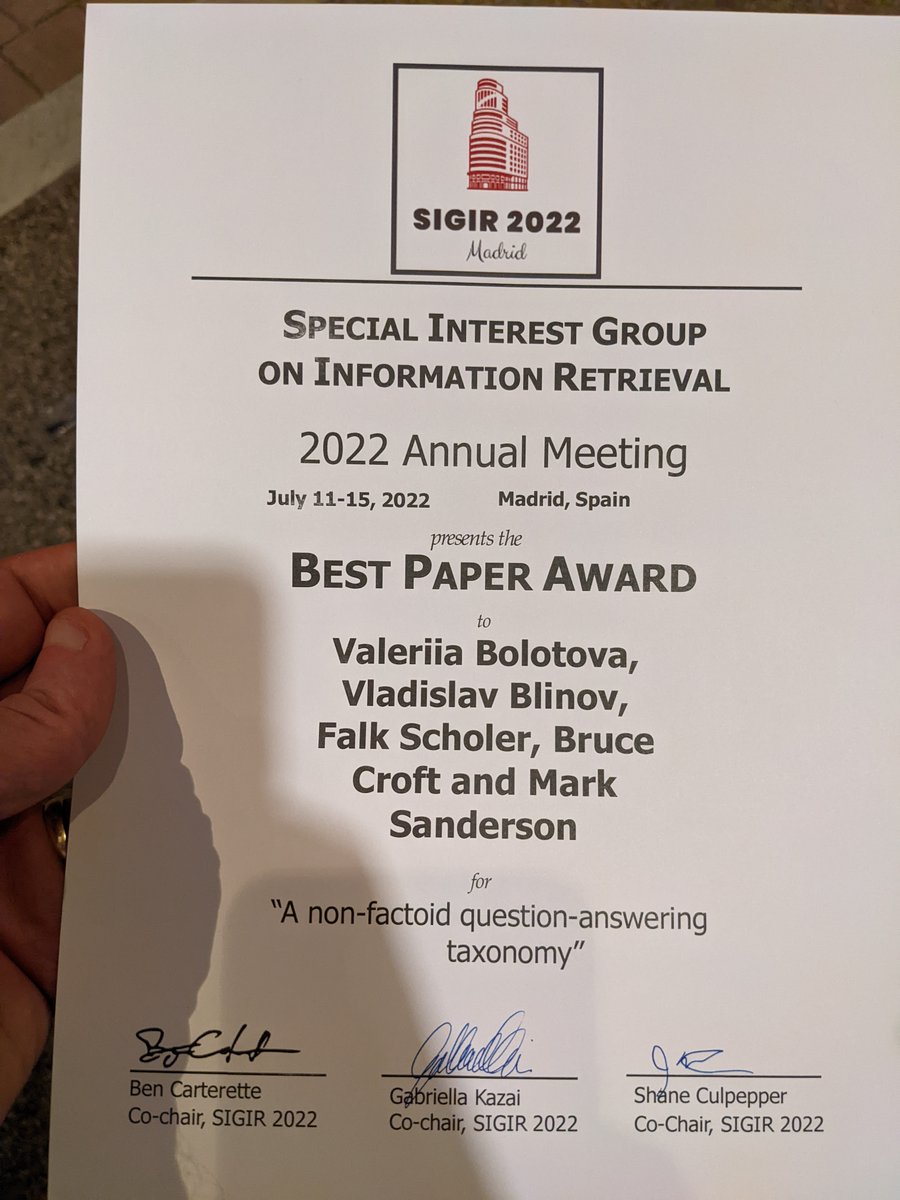 SIGIR 2022
Madrid
SPECIAL INTEREST GROUP
ON INFORMATION RETRIEVAL
2022 Annual Meeting
July 11-15, 2022 Madrid, Spain
presents the
BEST PAPER AWARD
to
Valeriia Bolotova,
Vladislav Blinov,
Falk Scholer, Bruce
Croft and Mark
Sanderson
for
“A non-factoid question-answering
taxonomy”
Ben Carterette Gabriella Kazai Shane Culpepper
Co-chair, SIGIR 2022 Co-chair, SIGIR 2022 Co-Chair, SIGIR 2022